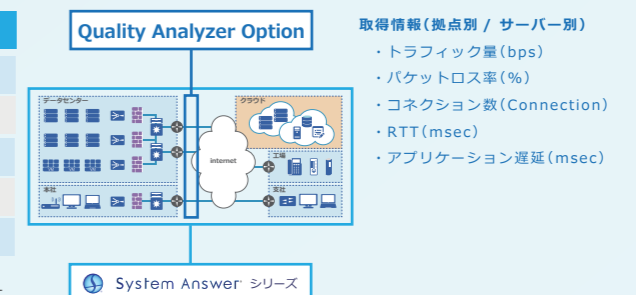 Quality Analyzer Option
取得情報(拠点別 / サーバー別)
・トラフィック量(bps)
・パケットロス率(%)
・コネクション数(Connection)
・RTT(msec)
・アプリケーション遅延(msec)
データセンター
クラウド
internet
工場
本社
支社
System Answer シリーズ